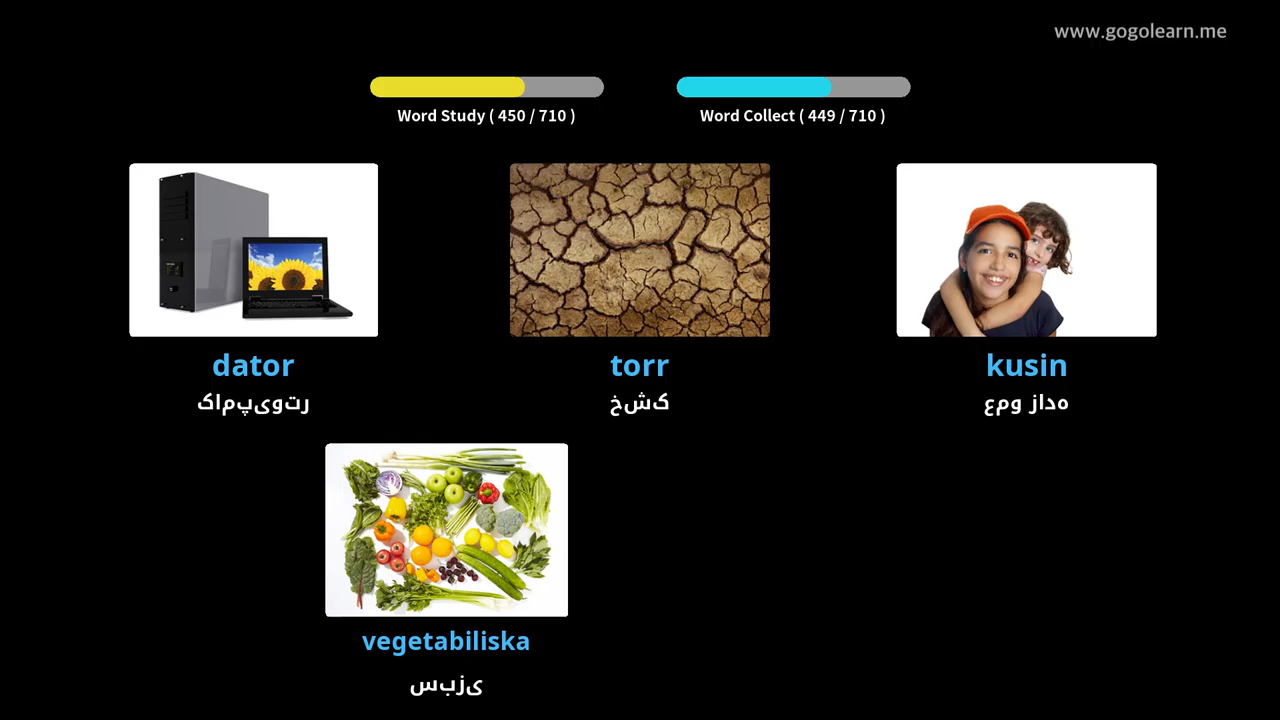 www.gogolearn.me
Word Study ( 450 / 710 )
Word Collect ( 449 / 710 )
dator
رتویپماک
torr
کشخ
kusin
هداز ومع
vegetabiliska
یزبس